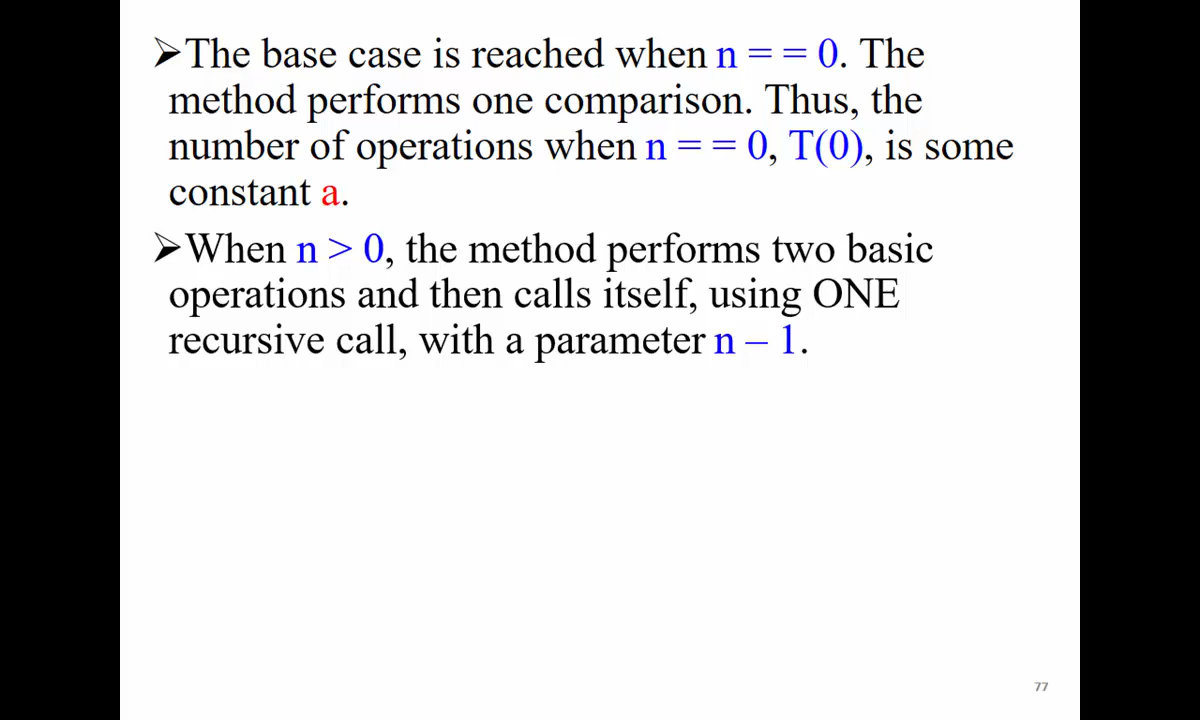 ➢The base case is reached when n = = 0. The
method performs one comparison. Thus, the
number of operations when n = = 0, T(0), is some
constant a.
➢When n > 0, the method performs two basic
operations and then calls itself, using ONE
recursive call, with a parameter n – 1.
77